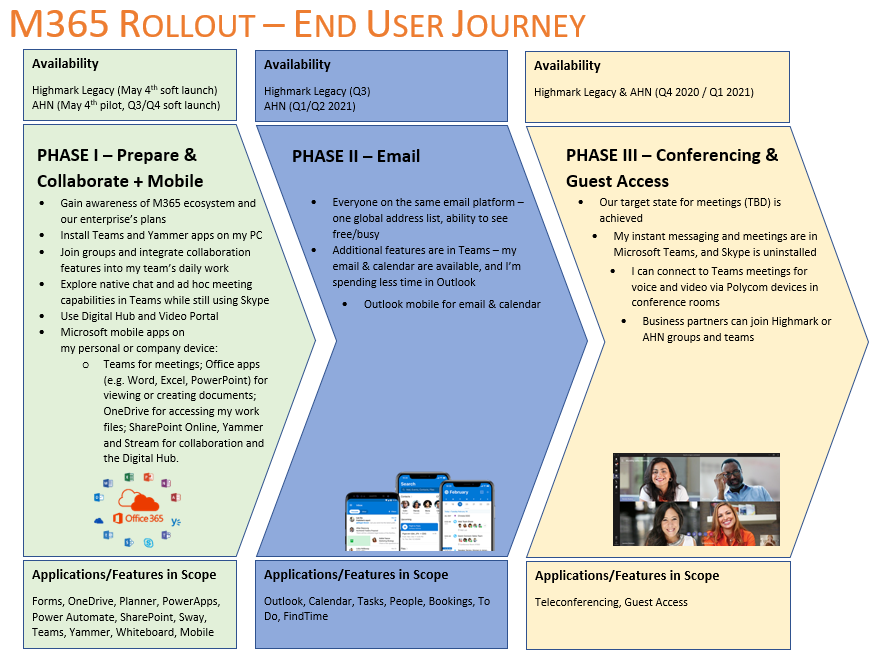 M365 ROLLOUT – END USER JOURNEY
Availability
Highmark Legacy (May 4th soft launch)
AHN (May 4th pilot, Q3/Q4 soft launch)
PHASE I – Prepare &
Collaborate + Mobile
• Gain awareness of M365 ecosystem and
our enterprise's plans
• Install Teams and Yammer apps on my PC
• Join groups and integrate collaboration
features into my team's daily work
• Explore native chat and ad hoc meeting
capabilities in Teams while still using Skype
• Use Digital Hub and Video Portal
• Microsoft mobile apps on
my personal or company device:
o Teams for meetings; Office apps
(e.g. Word, Excel, PowerPoint) for
viewing or creating documents;
OneDrive for accessing my work
files; SharePoint Online, Yammer
and Stream for collaboration and
the Digital Hub.
Office 365
Applications/Features in Scope
Forms, OneDrive, Planner, PowerApps,
Power Automate, SharePoint, Sway,
Teams, Yammer, Whiteboard, Mobile
Availability
Highmark Legacy (Q3)
AHN (Q1/Q2 2021)
PHASE II – Email
• Everyone on the same email platform –
one global address list, ability to see
free/busy
• Additional features are in Teams – my
email & calendar are available, and I'm
spending less time in Outlook
• Outlook mobile for email & calendar
Search
February
Applications/Features in Scope
Outlook, Calendar, Tasks, People, Bookings, To
Do, FindTime
Availability
Highmark Legacy & AHN (Q4 2020 / Q1 2021)
PHASE III – Conferencing &
Guest Access
• Our target state for meetings (TBD) is
achieved
• My instant messaging and meetings are in
Microsoft Teams, and Skype is uninstalled
• I can connect to Teams meetings for
voice and video via Polycom devices in
conference rooms
• Business partners can join Highmark or
AHN groups and teams
Applications/Features in Scope
Teleconferencing, Guest Access